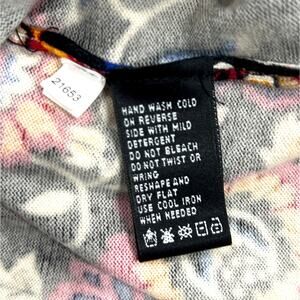 21653
HAND WASH COLD
ON REVERSE
SIDE WITH MILD
DETERGENT
DO NOT BLEACH
DO NOT TWIST OR
WRING
RESHAPE AND
DRY FLAT
USE COOL IRON
WHEN NEEDED